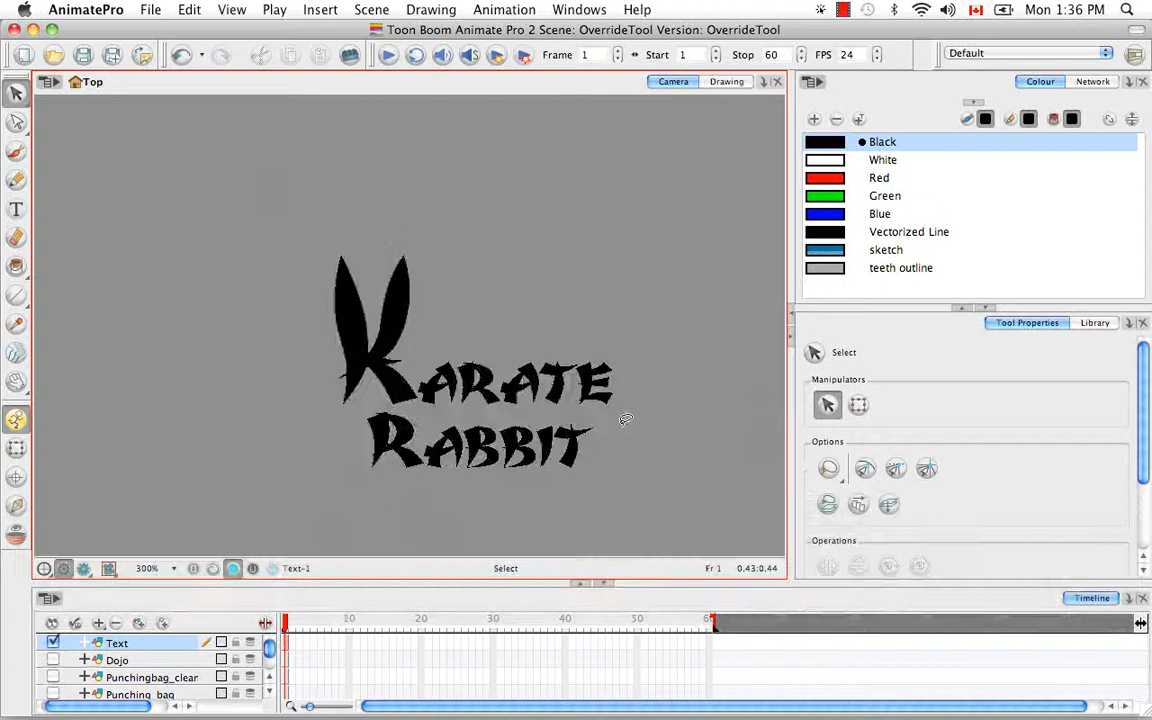 AnimatePro File Edit View Play Insert Scene Drawing Animation Windows Help Mon 1:36 PM
Toon Boom Animate Pro 2 Scene: OverrideTool Version: OverrideTool
Frame 1 Start 1 Stop 60 FPS 24 Default
Top Camera Drawing Colour Network
Black
White
Red
Green
Blue
Vectorized Line
sketch
teeth outline
KARATE
RABBIT
Tool Properties Library
Select
Manipulators
Options
Operations
300% Text-1 Select Fr 1 0.43:0.44
Timeline
10 20 30 40 50 60
Text
Dojo
Punchingbag_clear
Punching_bag